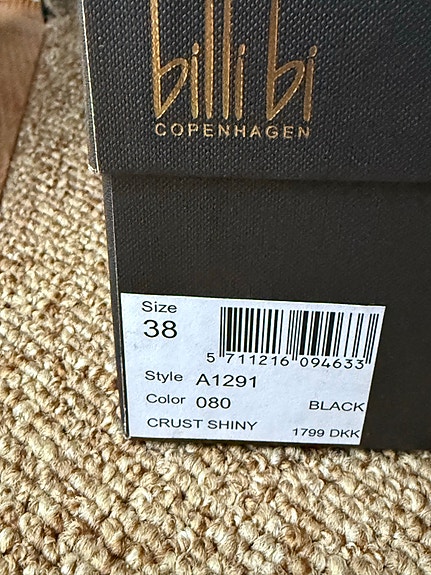 billi bi
COPENHAGEN
Size
38
5 711216 094633
Style A1291
Color 080 BLACK
CRUST SHINY 1799 DKK